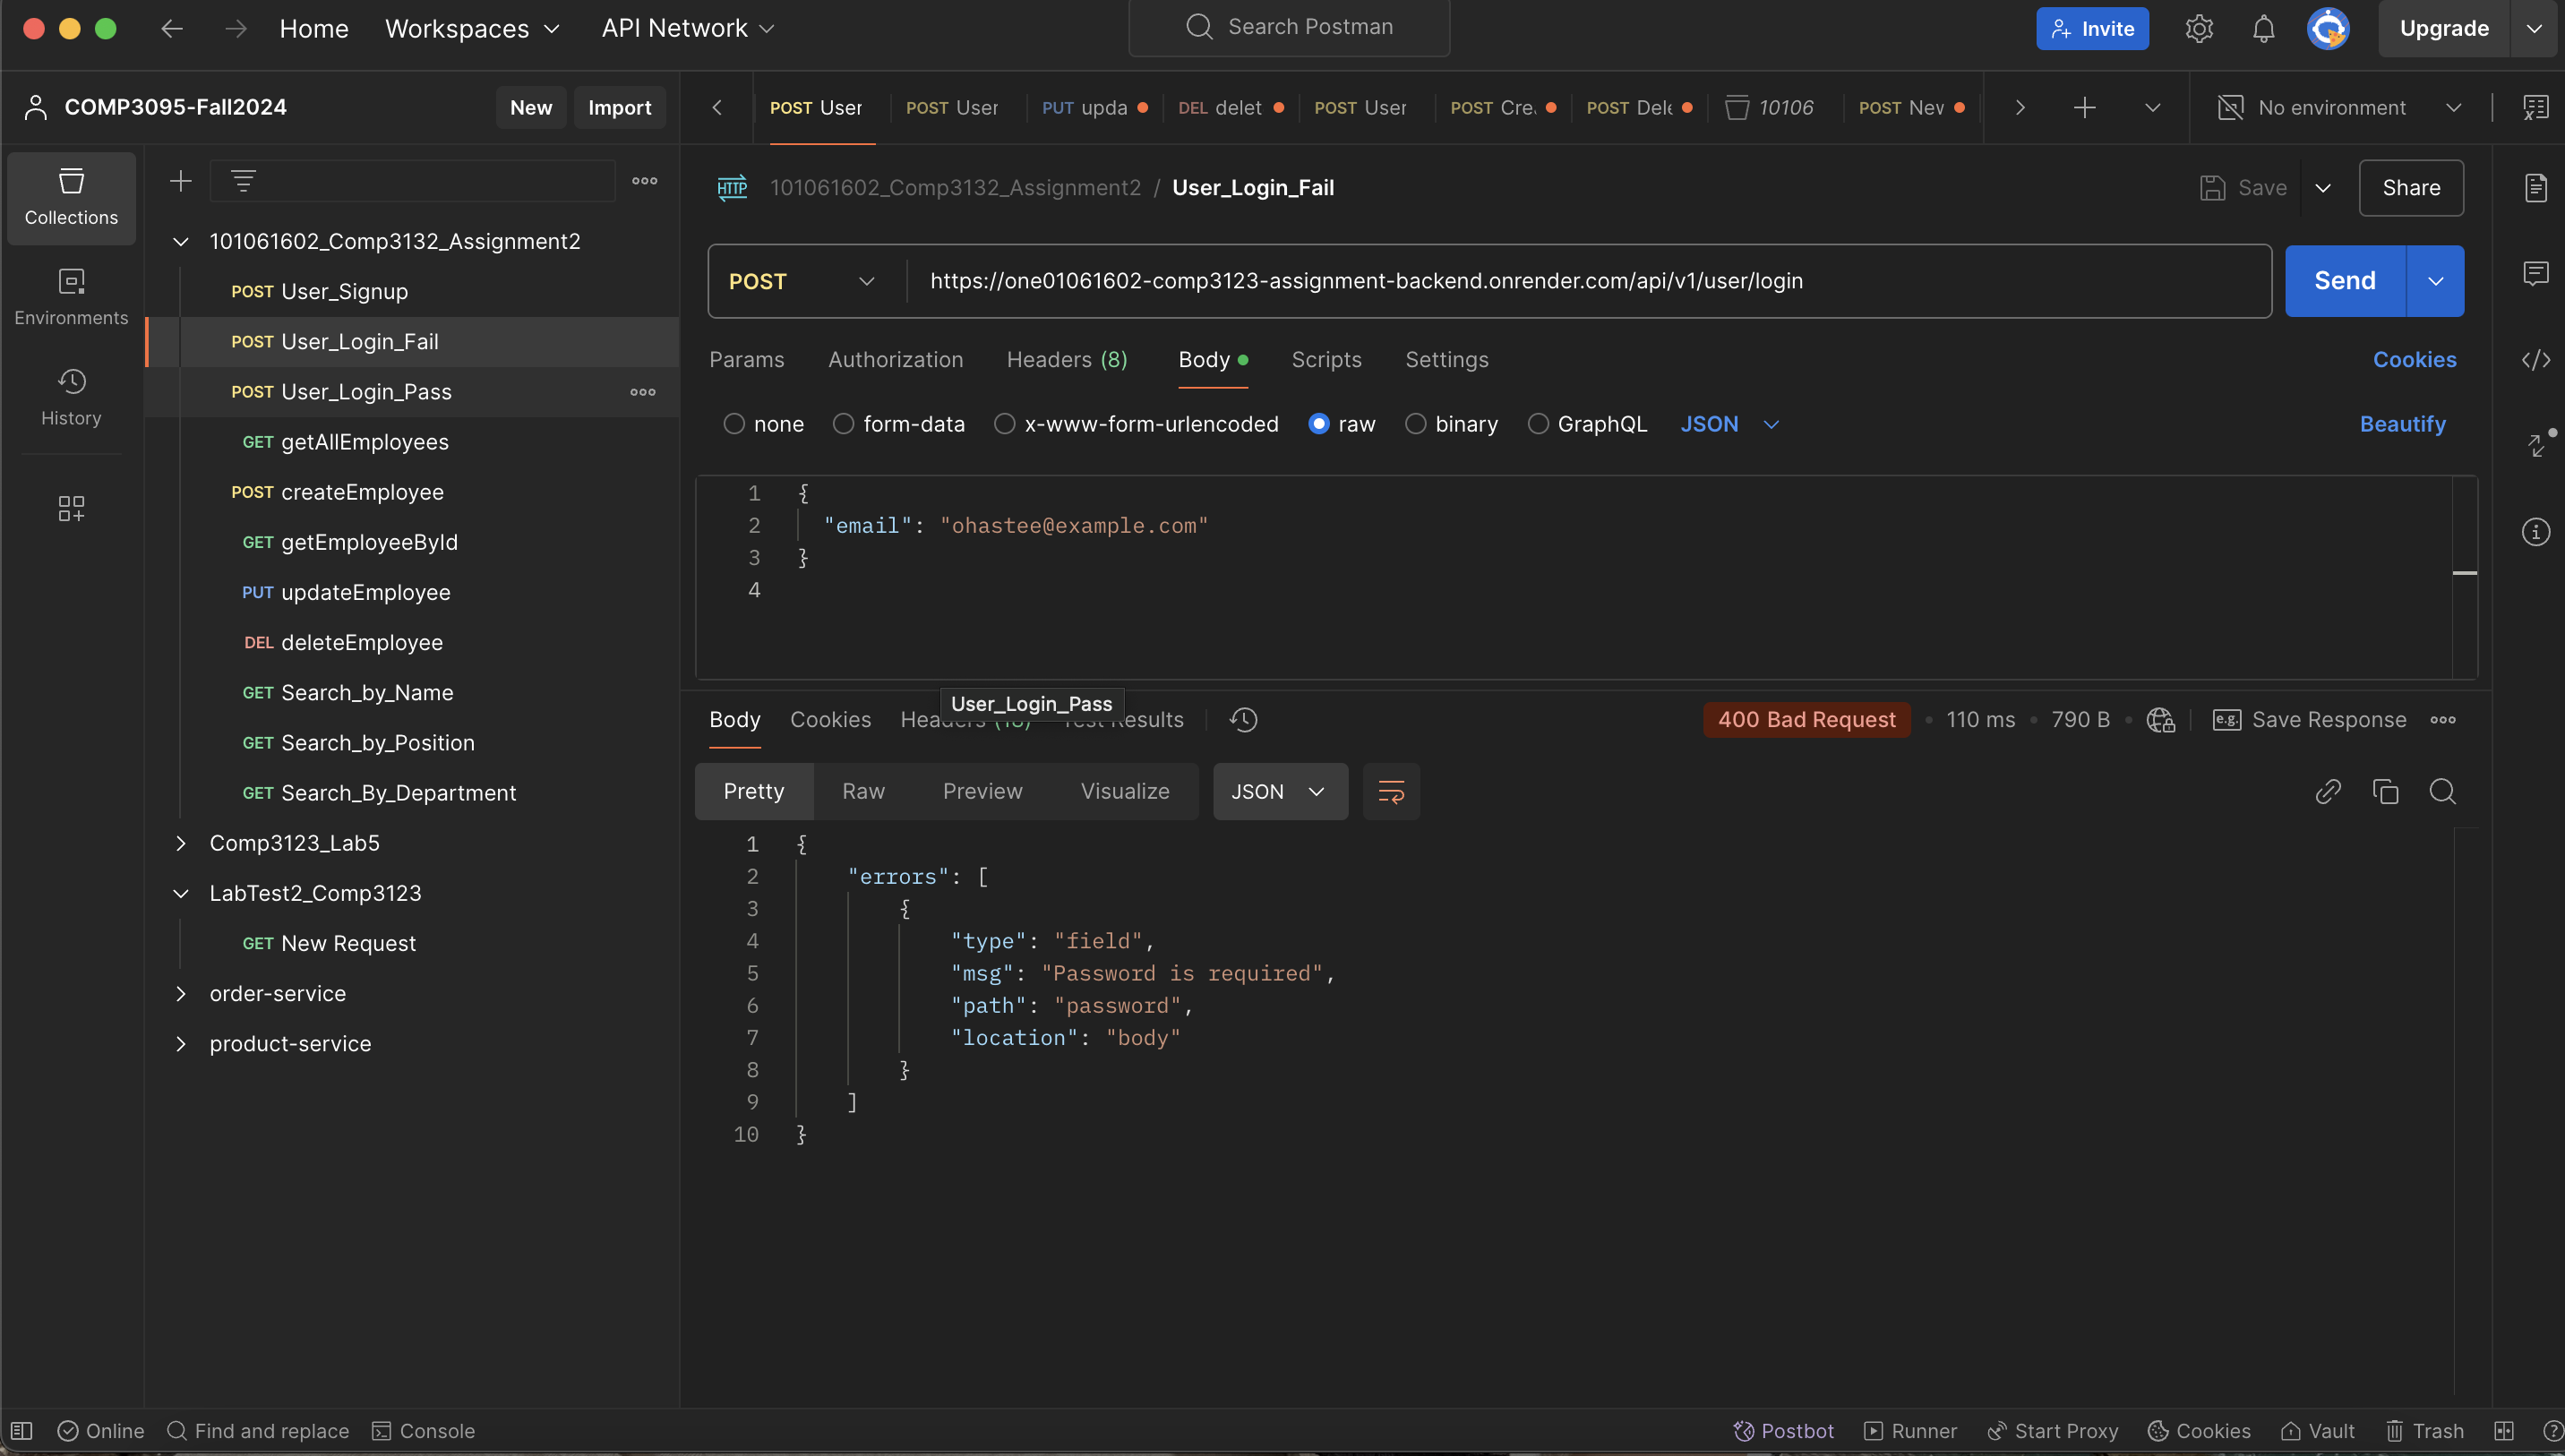 Home Workspaces API Network Search Postman Invite Upgrade
COMP3095-Fall2024 New Import
POST User POST User PUT upda DEL delet POST User POST Cre POST Dele 10106 POST New No environment
Collections
Environments
History
101061602_Comp3132_Assignment2
POST User_Signup
POST User_Login_Fail
POST User_Login_Pass
GET getAllEmployees
POST createEmployee
GET getEmployeeById
PUT updateEmployee
DEL deleteEmployee
GET Search_by_Name
GET Search_by_Position
GET Search_By_Department
Comp3123_Lab5
LabTest2_Comp3123
GET New Request
order-service
product-service
HTTP 101061602_Comp3132_Assignment2 / User_Login_Fail Save Share
POST https://one01061602-comp3123-assignment-backend.onrender.com/api/v1/user/login Send
Params Authorization Headers (8) Body Scripts Settings Cookies
none form-data x-www-form-urlencoded raw binary GraphQL JSON Beautify
1 {
2 "email": "ohastee@example.com"
3 }
4
User_Login_Pass
Body Cookies Headers Test Results 400 Bad Request 110 ms 790 B e.g. Save Response
Pretty Raw Preview Visualize JSON
1 {
2 "errors": [
3 {
4 "type": "field",
5 "msg": "Password is required",
6 "path": "password",
7 "location": "body"
8 }
9 ]
10 }
Online Find and replace Console Postbot Runner Start Proxy Cookies Vault Trash